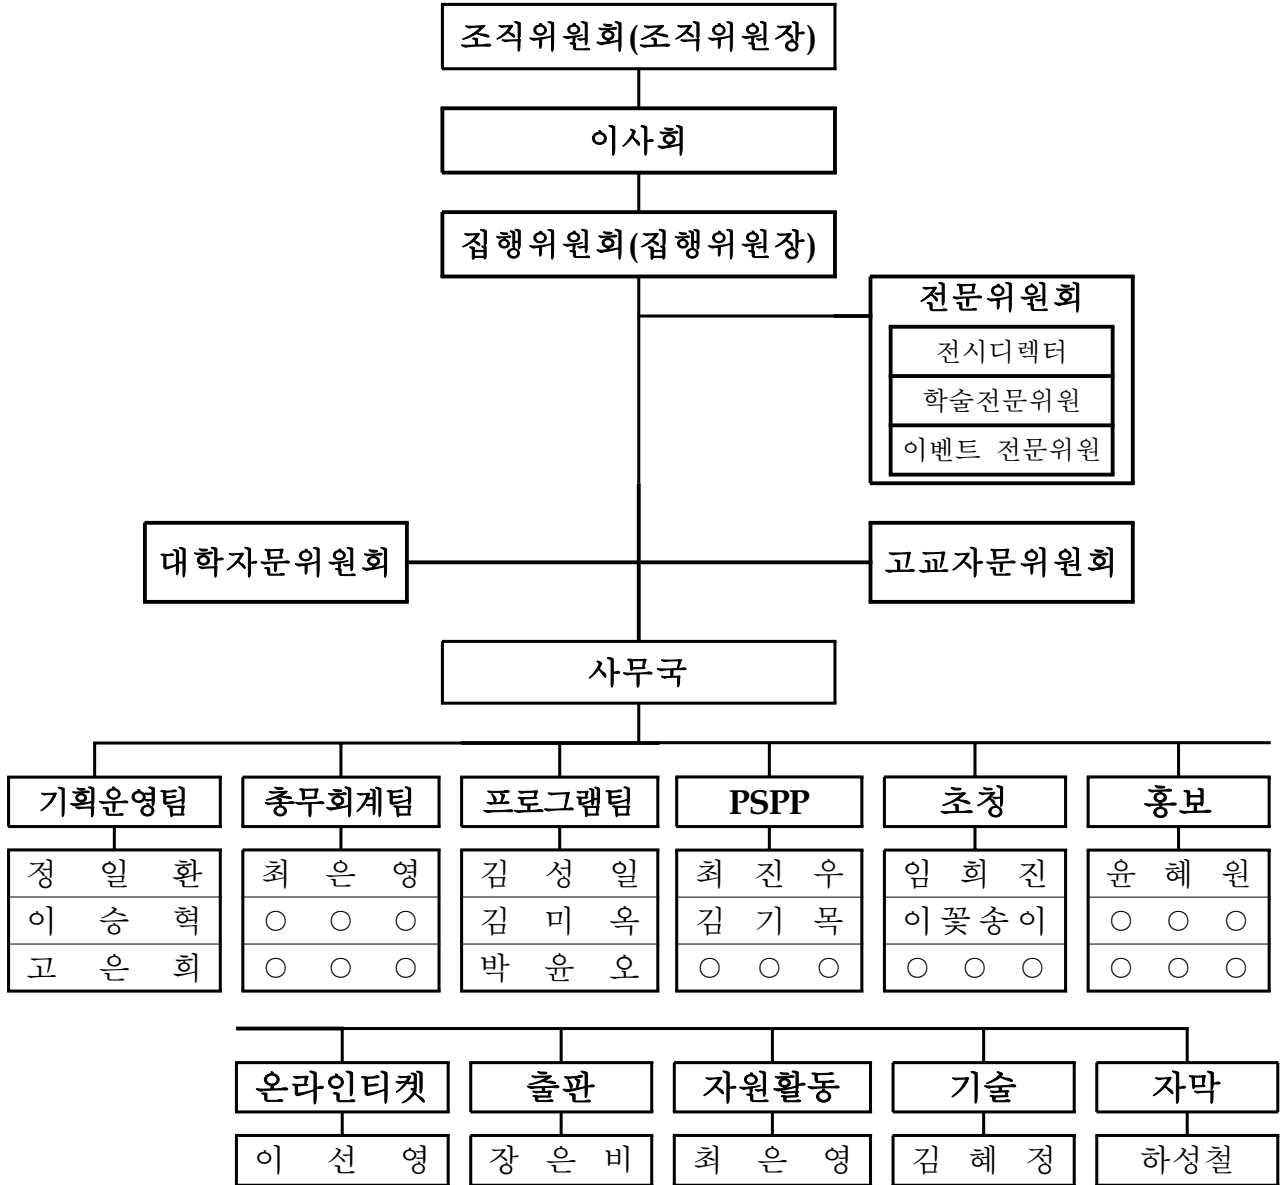 조직위원회(조직위원장)
이사회
집행위원회(집행위원장)
전문위원회
전시디렉터
학술전문위원
이벤트 전문위원
대학자문위원회 고교자문위원회
사무국
기획운영팀 총무회계팀 프로그램팀 PSPP 초청 홍보
정 일 환 최 은 영 김 성 일 최 진 우 임 희 진 윤 혜 원
이 승 혁 ○ ○ ○ 김 미 옥 김 기 목 이꽃송이 ○ ○ ○
고 은 희 ○ ○ ○ 박 윤 오 ○ ○ ○ ○ ○ ○ ○ ○ ○
온라인티켓 출판 자원활동 기술 자막
이 선 영 장 은 비 최 은 영 김 혜 정 하성철